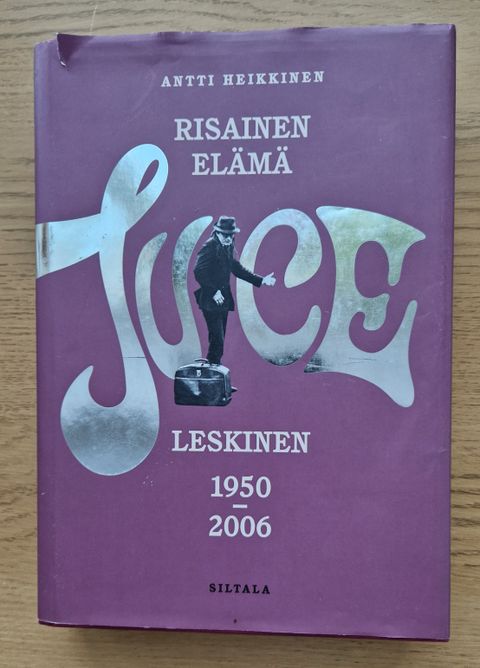 ANTTI HEIKKINEN
RISAINEN
ELÄMÄ
JUICE
LESKINEN
1950
–
2006
SILTALA